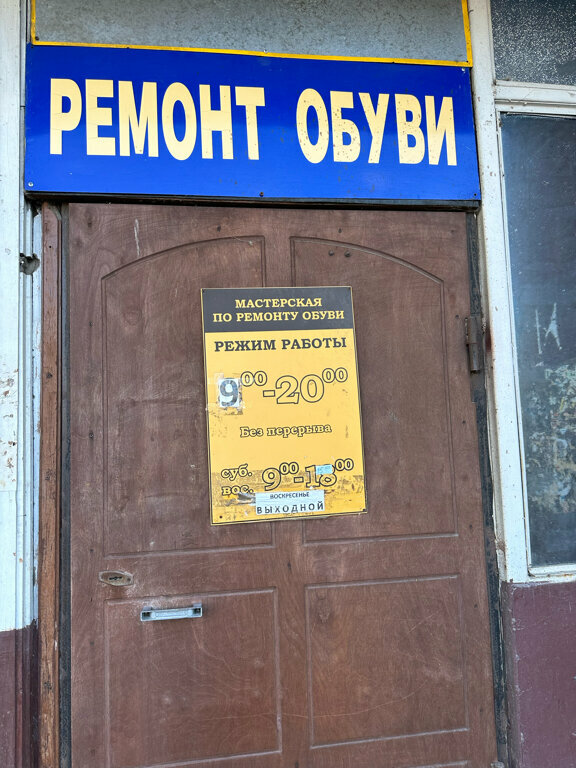 РЕМОНТ ОБУВИ
МАСТЕРСКАЯ
ПО РЕМОНТУ ОБУВИ
РЕЖИМ РАБОТЫ
9⁰⁰-20⁰⁰
Без перерыва
суб. 9⁰⁰-18⁰⁰
вос.
ВОСКРЕСЕНЬЕ
ВЫХОДНОЙ